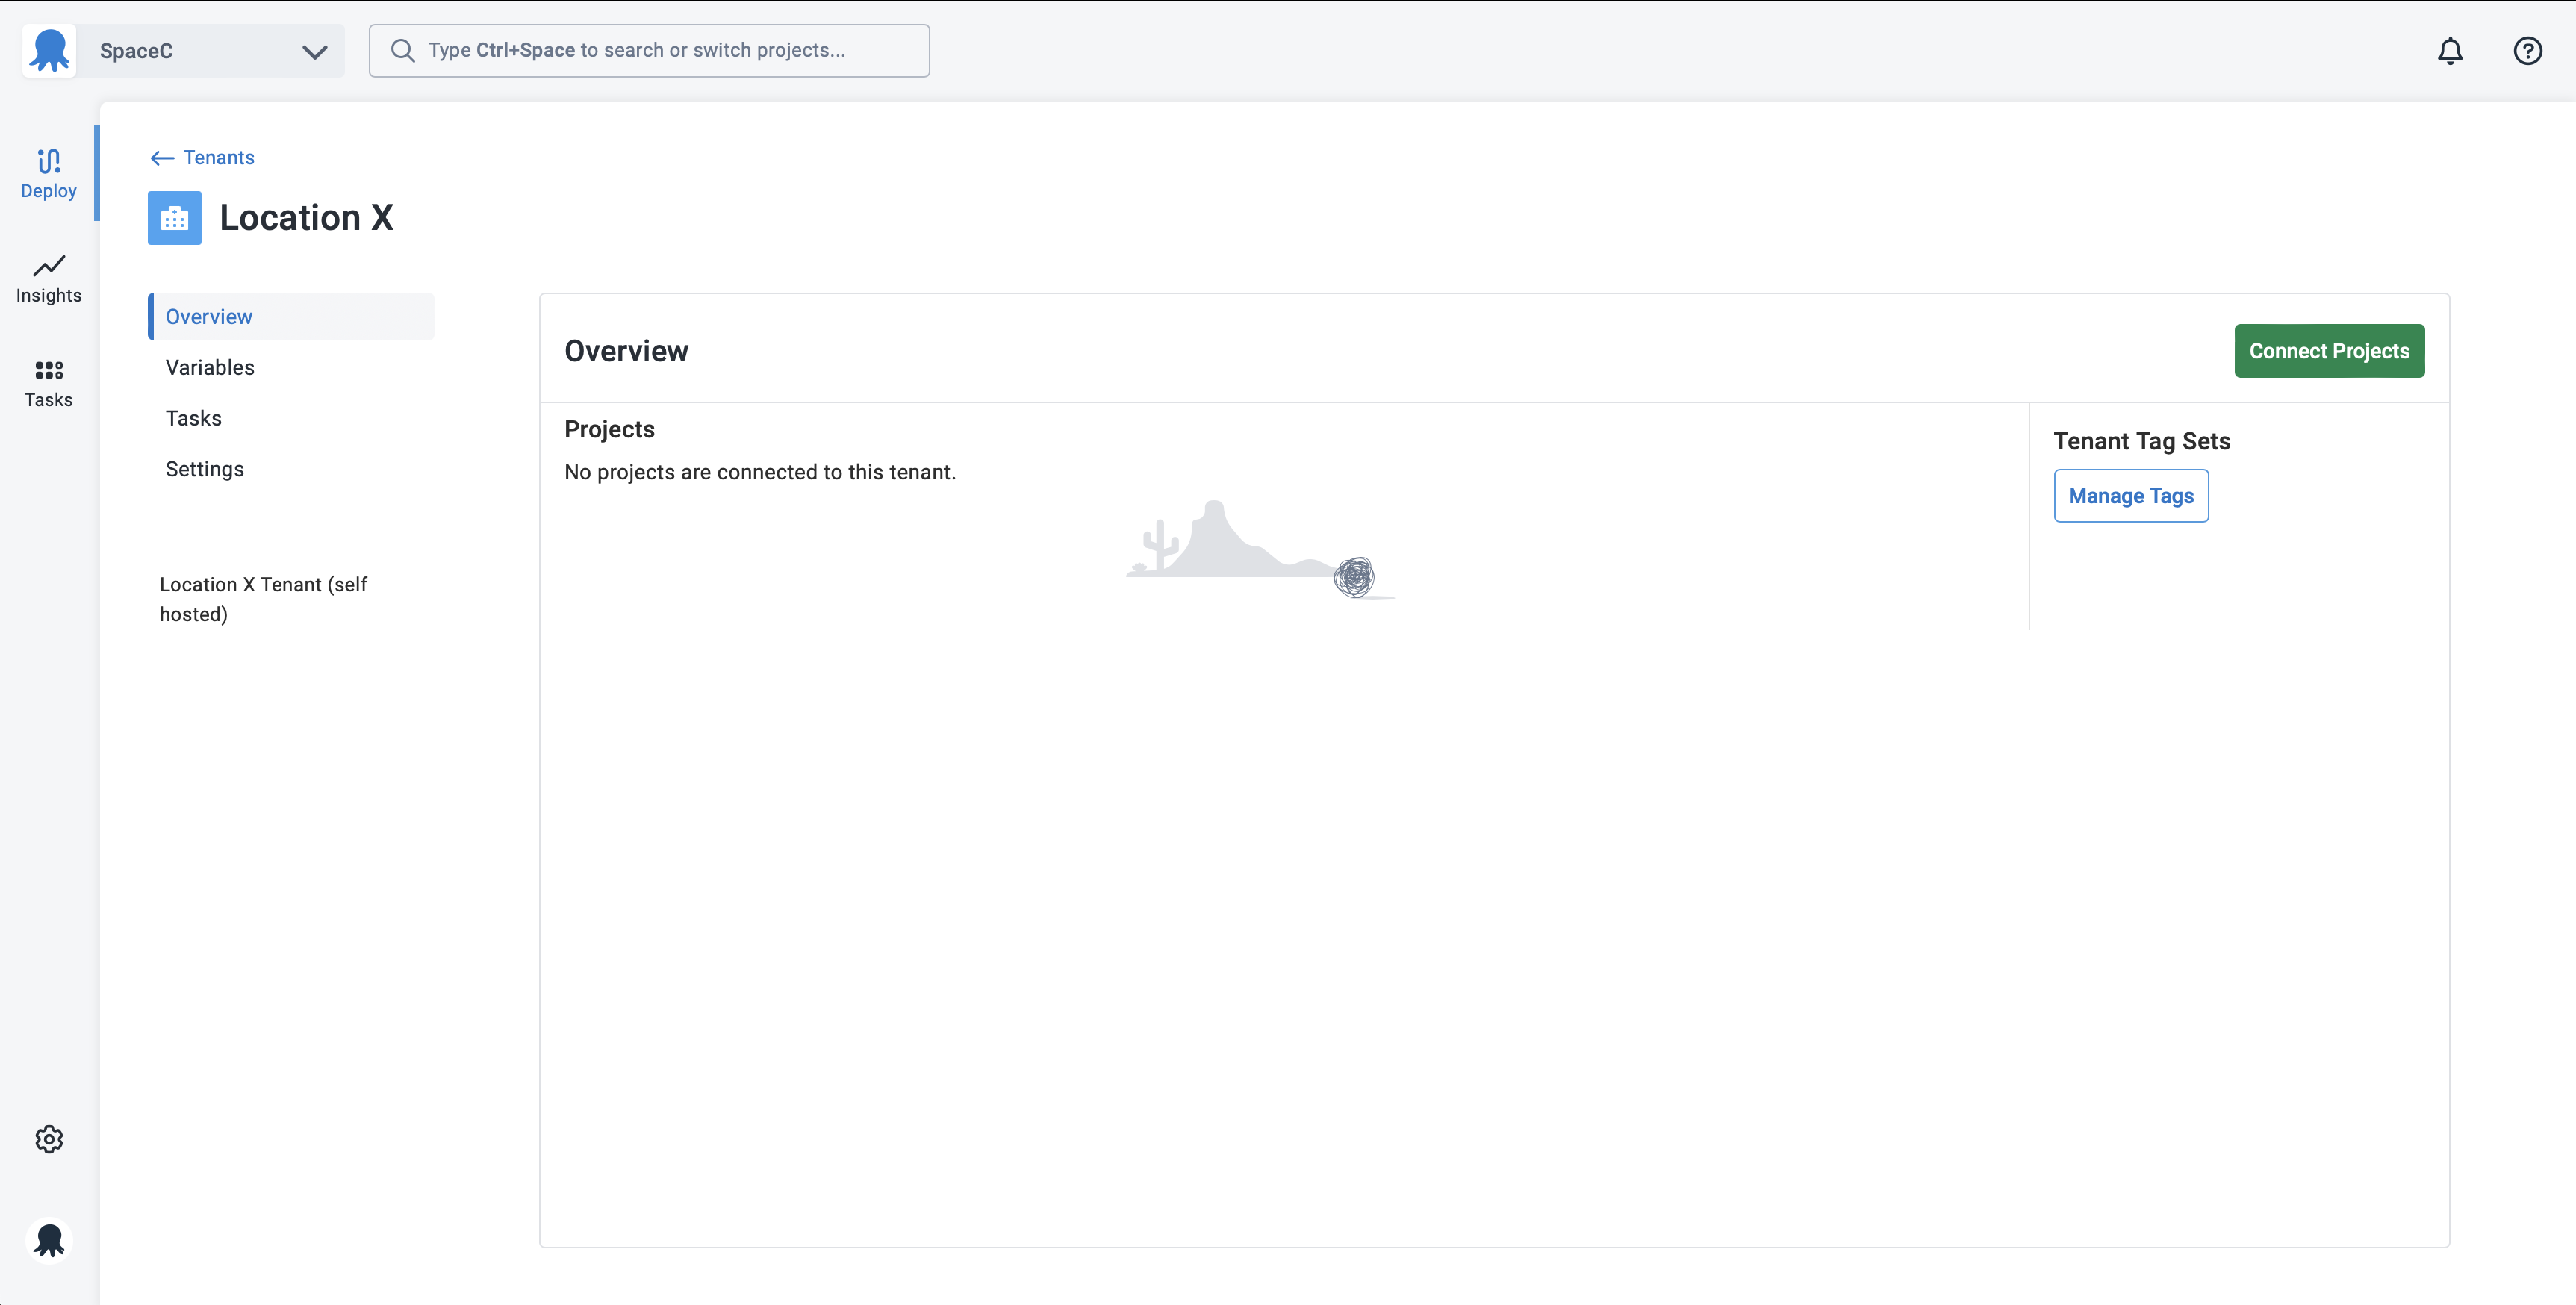 SpaceC
Type Ctrl+Space to search or switch projects...
Deploy
Insights
Tasks
Tenants
Location X
Overview
Variables
Tasks
Settings
Location X Tenant (self
hosted)
Overview
Connect Projects
Projects
No projects are connected to this tenant.
Tenant Tag Sets
Manage Tags